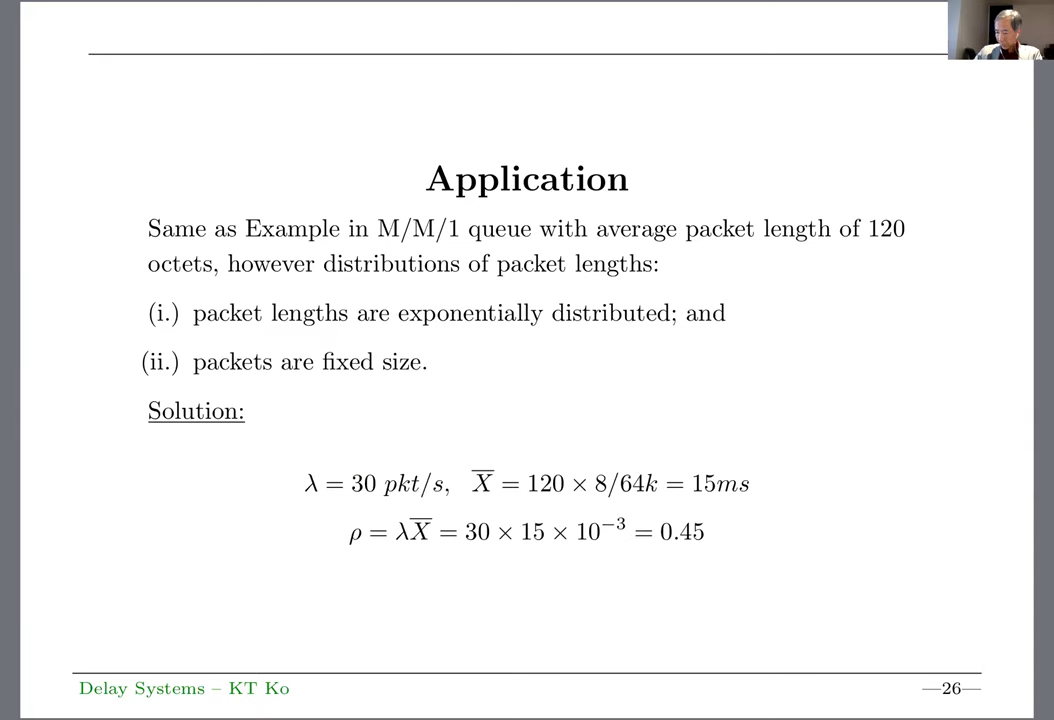 Application
Same as Example in M/M/1 queue with average packet length of 120
octets, however distributions of packet lengths:
(i.) packet lengths are exponentially distributed; and
(ii.) packets are fixed size.
Solution:
λ = 30 pkt/s, X̅ = 120 × 8/64k = 15ms
ρ = λX̅ = 30 × 15 × 10⁻³ = 0.45
Delay Systems – KT Ko
—26—